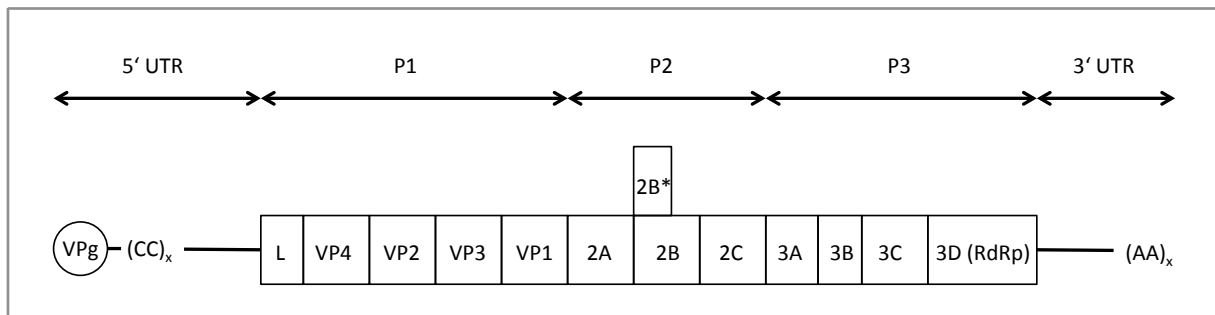 5‘ UTR P1 P2 P3 3‘ UTR
2B*
VPg (CC)ₓ L VP4 VP2 VP3 VP1 2A 2B 2C 3A 3B 3C 3D (RdRp) (AA)ₓ